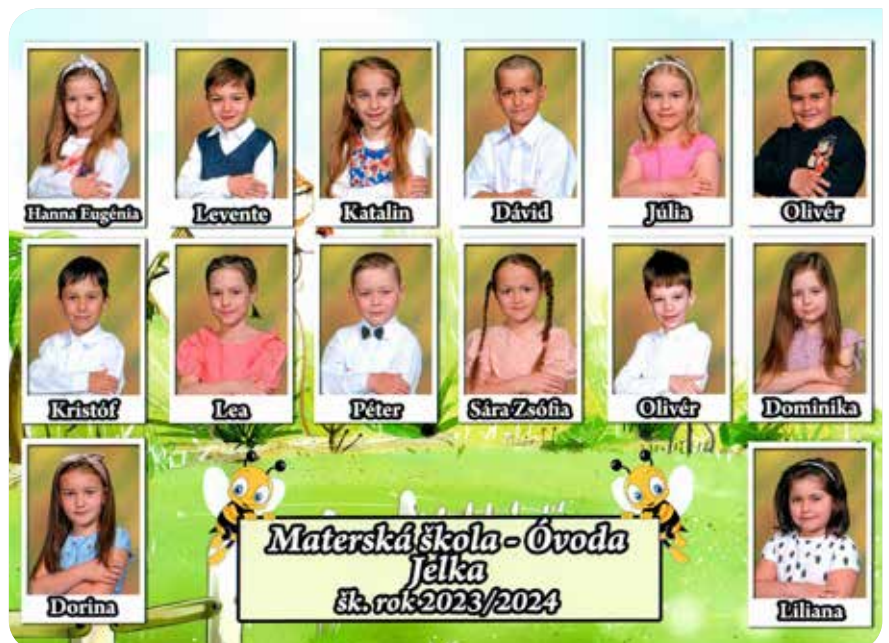 Hanna Eugénia
Levente
Katalin
Dávid
Júlia
Olivér
Kristóf
Lea
Péter
Sára Zsófia
Olivér
Dominika
Dorina
Liliana
Materská škola - Óvoda
Jelka
šk. rok 2023/2024